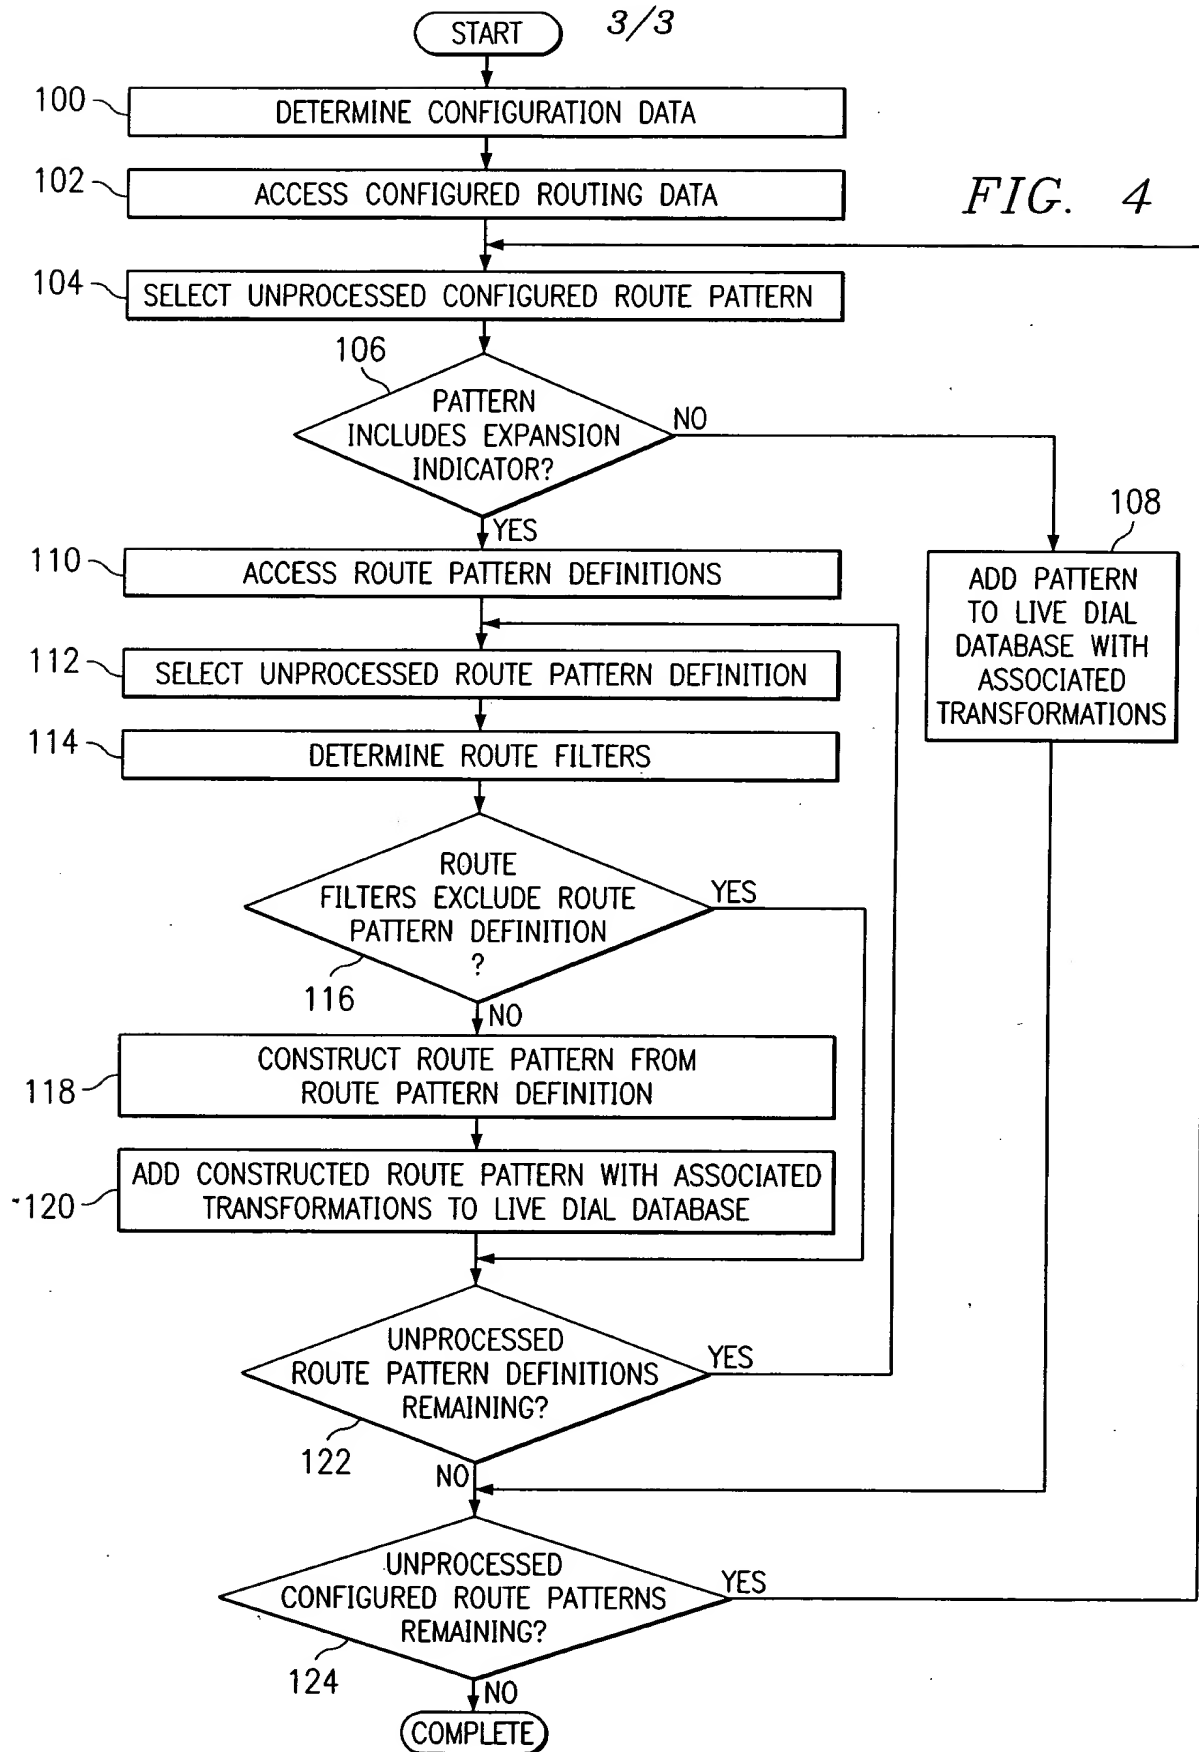 START
3/3
100
DETERMINE CONFIGURATION DATA
102
ACCESS CONFIGURED ROUTING DATA
FIG. 4
104
SELECT UNPROCESSED CONFIGURED ROUTE PATTERN
106
PATTERN
INCLUDES EXPANSION
INDICATOR?
NO
YES
108
ADD PATTERN
TO LIVE DIAL
DATABASE WITH
ASSOCIATED
TRANSFORMATIONS
110
ACCESS ROUTE PATTERN DEFINITIONS
112
SELECT UNPROCESSED ROUTE PATTERN DEFINITION
114
DETERMINE ROUTE FILTERS
ROUTE
FILTERS EXCLUDE ROUTE
PATTERN DEFINITION
?
YES
116
NO
118
CONSTRUCT ROUTE PATTERN FROM
ROUTE PATTERN DEFINITION
120
ADD CONSTRUCTED ROUTE PATTERN WITH ASSOCIATED
TRANSFORMATIONS TO LIVE DIAL DATABASE
UNPROCESSED
ROUTE PATTERN DEFINITIONS
REMAINING?
YES
122
NO
UNPROCESSED
CONFIGURED ROUTE PATTERNS
REMAINING?
YES
124
NO
COMPLETE